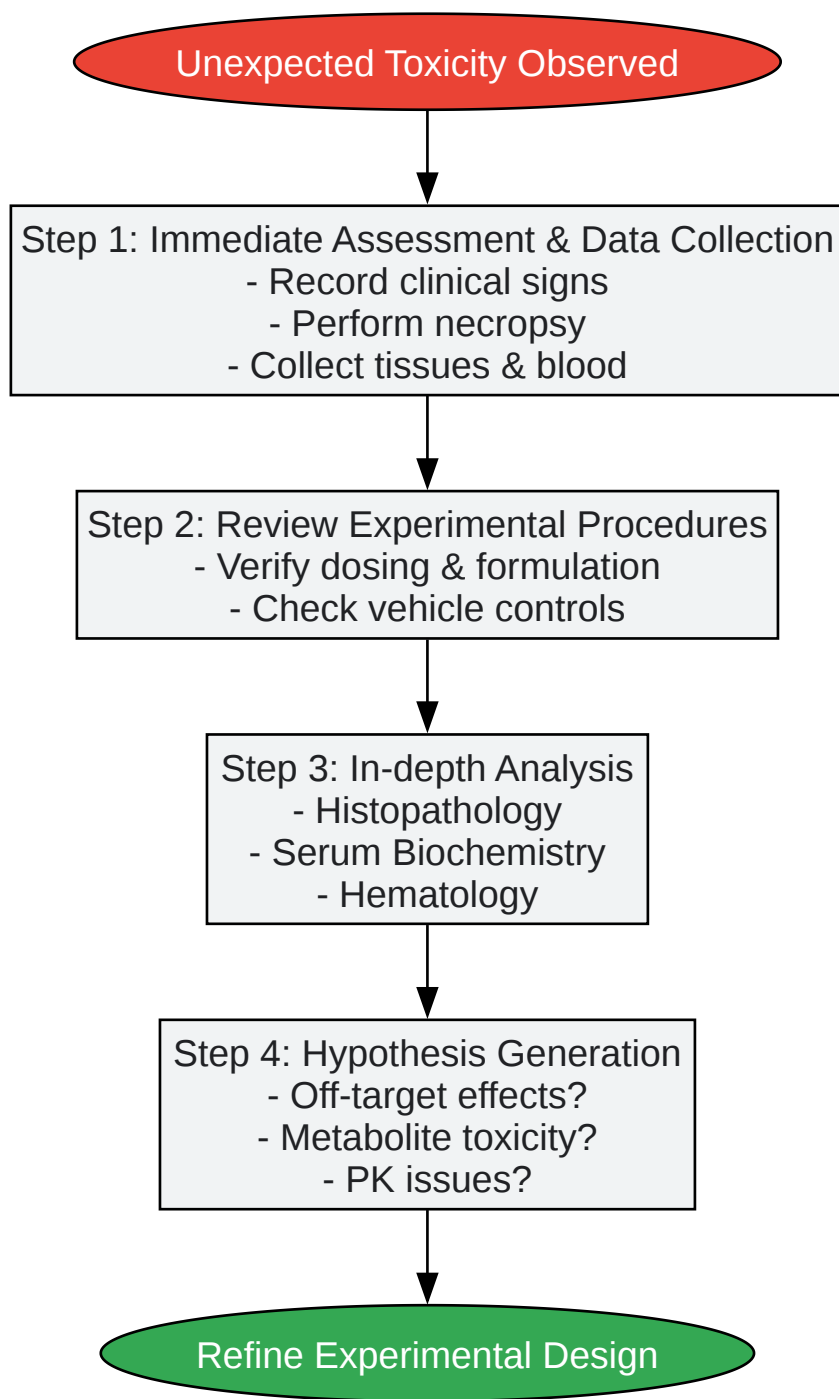 Unexpected Toxicity Observed
Step 1: Immediate Assessment & Data Collection
- Record clinical signs
- Perform necropsy
- Collect tissues & blood
Step 2: Review Experimental Procedures
- Verify dosing & formulation
- Check vehicle controls
Step 3: In-depth Analysis
- Histopathology
- Serum Biochemistry
- Hematology
Step 4: Hypothesis Generation
- Off-target effects?
- Metabolite toxicity?
- PK issues?
Refine Experimental Design